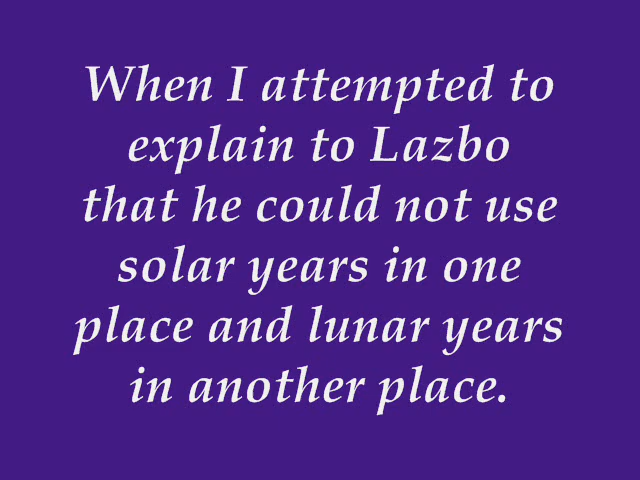 When I attempted to
explain to Lazbo
that he could not use
solar years in one
place and lunar years
in another place.